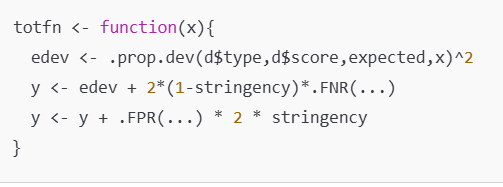 totfn <- function(x){
  edev <- .prop.dev(d$type,d$score,expected,x)^2
  y <- edev + 2*(1-stringency)*.FNR(...)
  y <- y + .FPR(...) * 2 * stringency
}